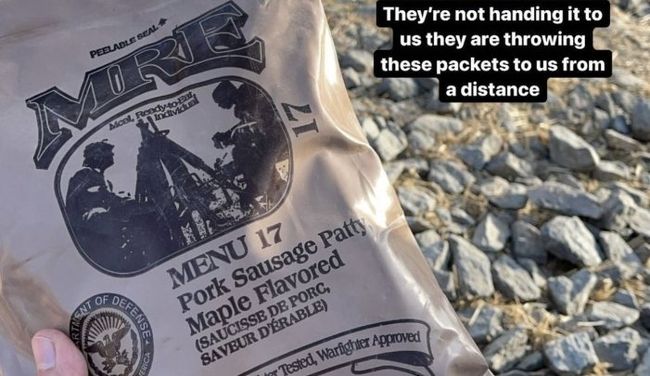 They're not handing it to
us they are throwing
these packets to us from
a distance
PEELABLE SEAL
MRE
Meal, Ready-to-Eat,
Individual
17
MENU 17
Pork Sausage Patty
Maple Flavored
(SAUCISSE DE PORC,
SAVEUR D'ÉRABLE)
OF DEFENSE
Tested, Warfighter Approved